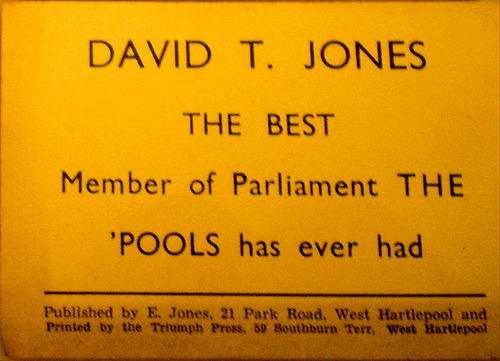 DAVID T. JONES
THE BEST
Member of Parliament THE
'POOLS has ever had
Published by E. Jones, 21 Park Road, West Hartlepool and
Printed by the Triumph Press, 59 Southburn Terr, West Hartlepool